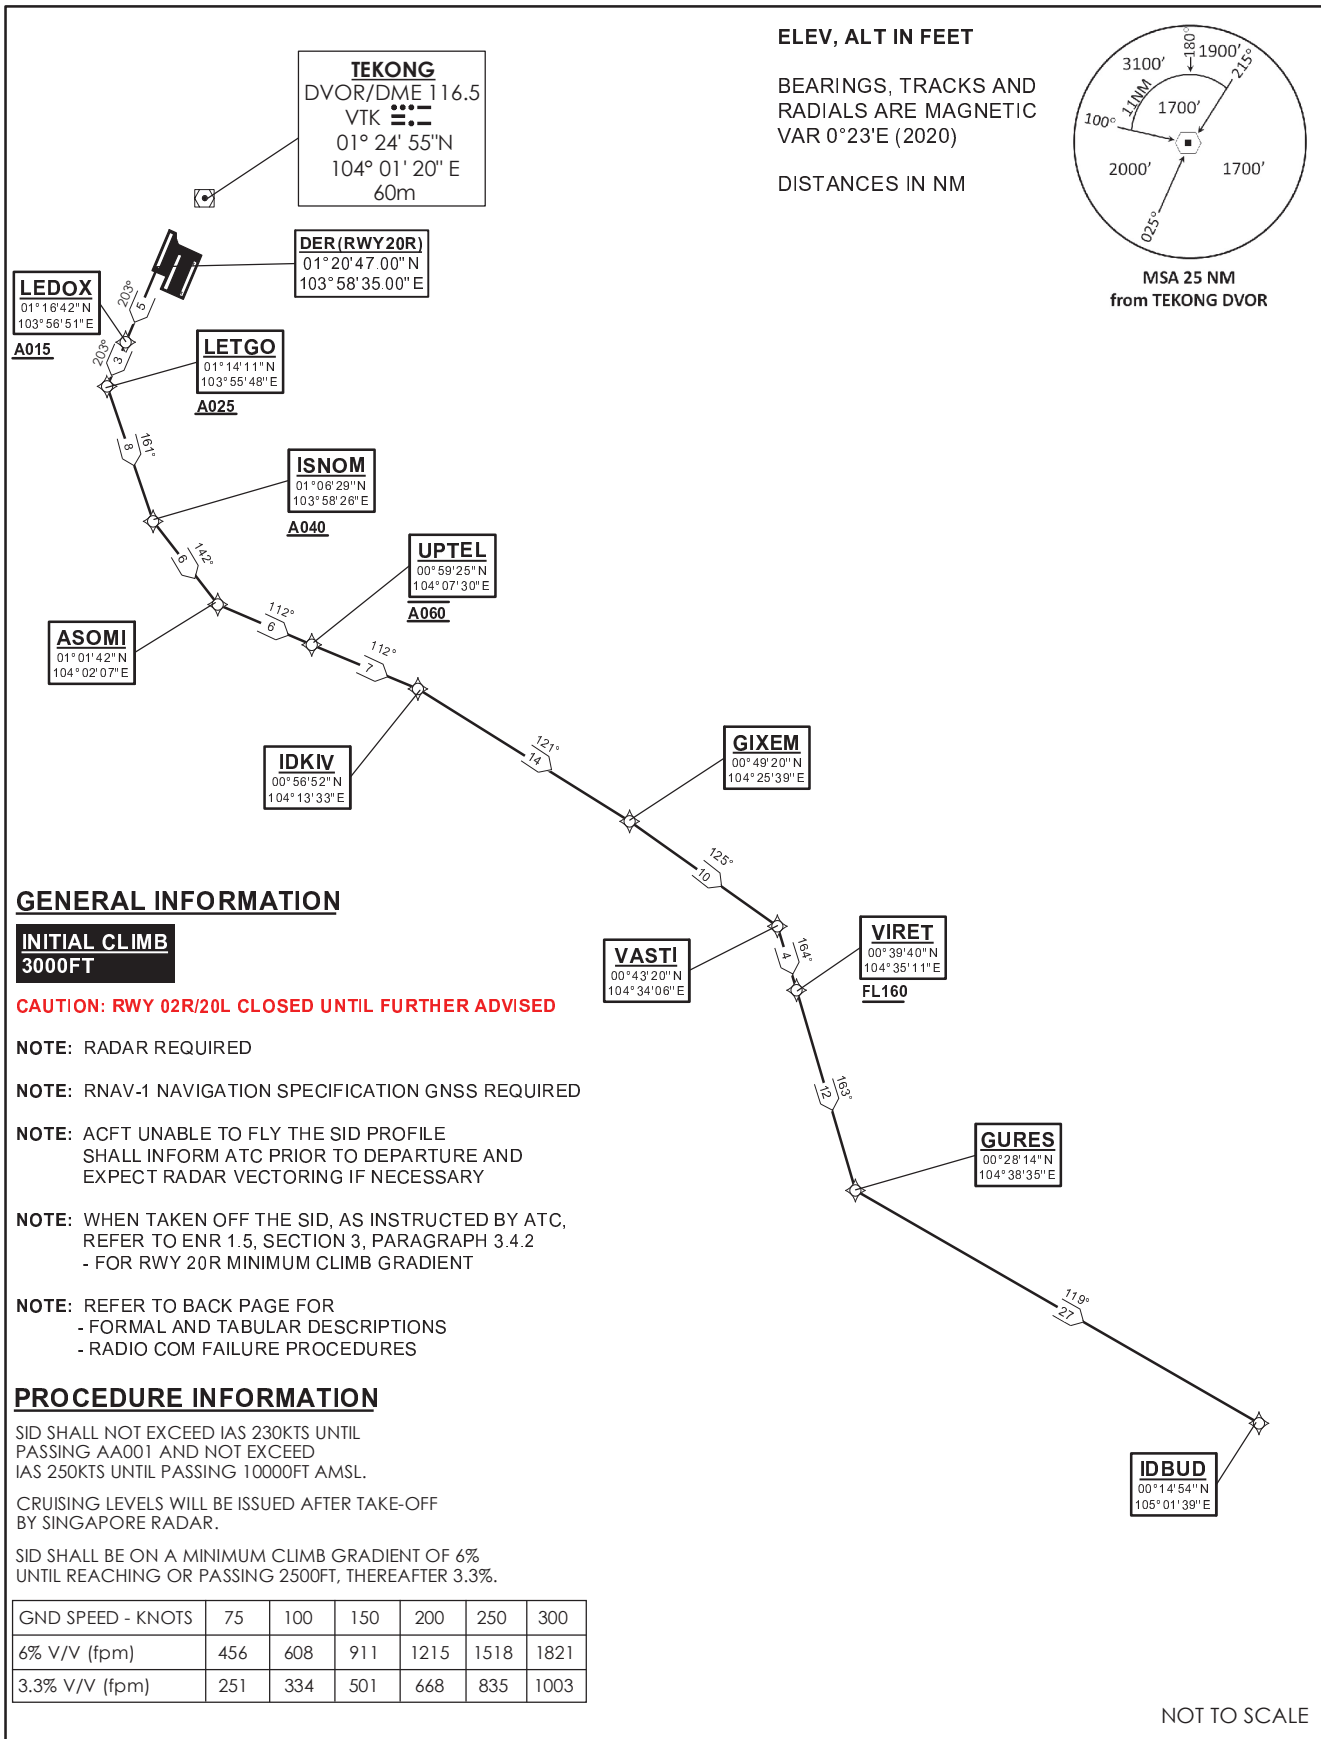 TEKONG
DVOR/DME 116.5
VTK
01° 24' 55"N
104° 01' 20" E
60m
ELEV, ALT IN FEET
BEARINGS, TRACKS AND
RADIALS ARE MAGNETIC
VAR 0°23'E (2020)
DISTANCES IN NM
3100'
180°
1900'
215°
11NM
1700'
100°
2000'
1700'
025°
MSA 25 NM
from TEKONG DVOR
DER(RWY20R)
01°20'47.00"N
103°58'35.00"E
LEDOX
01°16'42"N
103°56'51"E
A015
203°
5
203°
3
LETGO
01°14'11"N
103°55'48"E
A025
161°
8
ISNOM
01°06'29"N
103°58'26"E
A040
142°
6
UPTEL
00°59'25"N
104°07'30"E
A060
ASOMI
01°01'42"N
104°02'07"E
112°
6
112°
7
IDKIV
00°56'52"N
104°13'33"E
121°
14
GIXEM
00°49'20"N
104°25'39"E
125°
10
VASTI
00°43'20"N
104°34'06"E
164°
4
VIRET
00°39'40"N
104°35'11"E
FL160
163°
12
GURES
00°28'14"N
104°38'35"E
119°
27
IDBUD
00°14'54"N
105°01'39"E
GENERAL INFORMATION
INITIAL CLIMB
3000FT
CAUTION: RWY 02R/20L CLOSED UNTIL FURTHER ADVISED
NOTE: RADAR REQUIRED
NOTE: RNAV-1 NAVIGATION SPECIFICATION GNSS REQUIRED
NOTE: ACFT UNABLE TO FLY THE SID PROFILE
SHALL INFORM ATC PRIOR TO DEPARTURE AND
EXPECT RADAR VECTORING IF NECESSARY
NOTE: WHEN TAKEN OFF THE SID, AS INSTRUCTED BY ATC,
REFER TO ENR 1.5, SECTION 3, PARAGRAPH 3.4.2
- FOR RWY 20R MINIMUM CLIMB GRADIENT
NOTE: REFER TO BACK PAGE FOR
- FORMAL AND TABULAR DESCRIPTIONS
- RADIO COM FAILURE PROCEDURES
PROCEDURE INFORMATION
SID SHALL NOT EXCEED IAS 230KTS UNTIL
PASSING AA001 AND NOT EXCEED
IAS 250KTS UNTIL PASSING 10000FT AMSL.
CRUISING LEVELS WILL BE ISSUED AFTER TAKE-OFF
BY SINGAPORE RADAR.
SID SHALL BE ON A MINIMUM CLIMB GRADIENT OF 6%
UNTIL REACHING OR PASSING 2500FT, THEREAFTER 3.3%.
GND SPEED - KNOTS 75 100 150 200 250 300
6% V/V (fpm) 456 608 911 1215 1518 1821
3.3% V/V (fpm) 251 334 501 668 835 1003
NOT TO SCALE